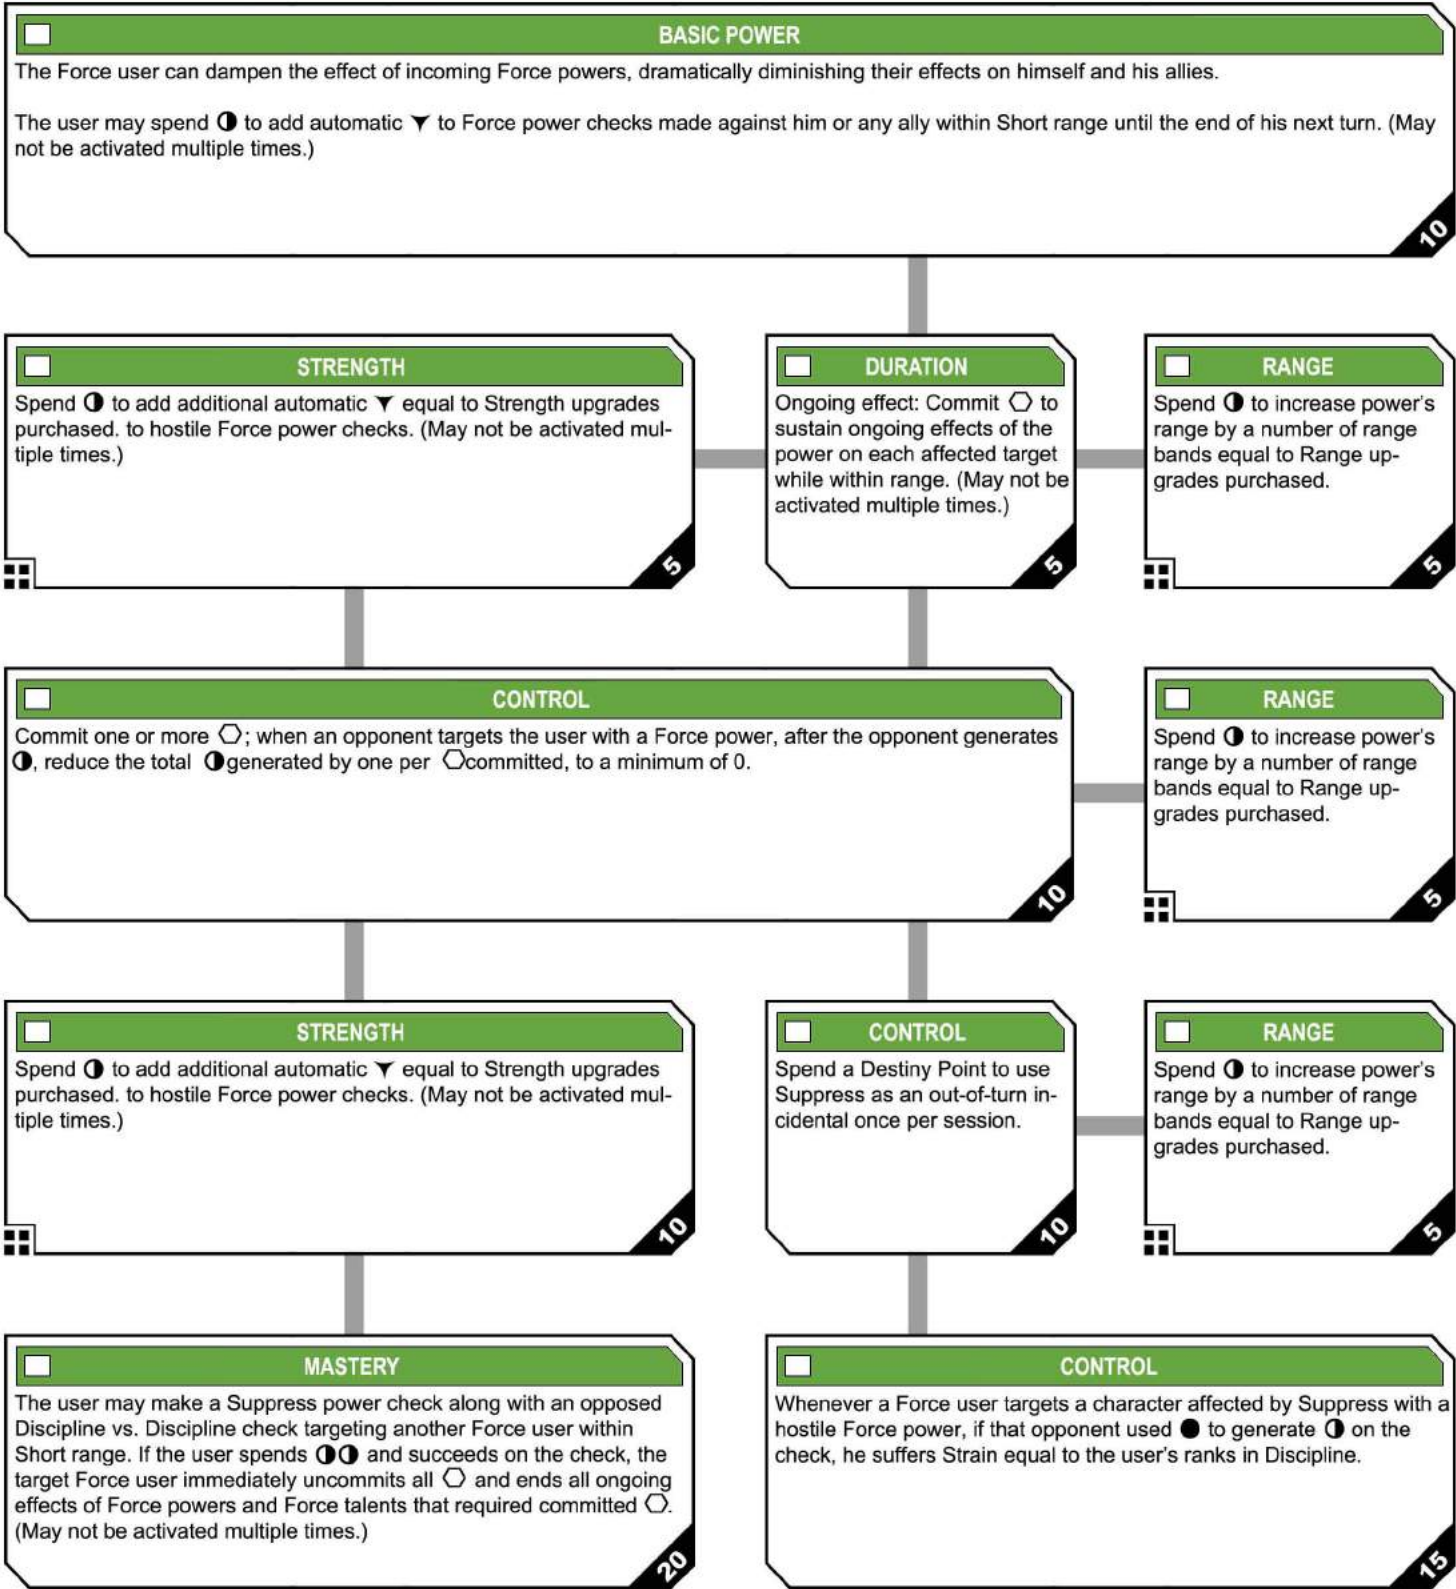 BASIC POWER
The Force user can dampen the effect of incoming Force powers, dramatically diminishing their effects on himself and his allies.
The user may spend ◑ to add automatic ▼ to Force power checks made against him or any ally within Short range until the end of his next turn. (May
not be activated multiple times.)
10
STRENGTH
Spend ◑ to add additional automatic ▼ equal to Strength upgrades
purchased. to hostile Force power checks. (May not be activated mul-
tiple times.)
5
DURATION
Ongoing effect: Commit ⬡ to
sustain ongoing effects of the
power on each affected target
while within range. (May not be
activated multiple times.)
5
RANGE
Spend ◑ to increase power's
range by a number of range
bands equal to Range up-
grades purchased.
5
CONTROL
Commit one or more ⬡; when an opponent targets the user with a Force power, after the opponent generates
◑, reduce the total ◑generated by one per ⬡committed, to a minimum of 0.
10
RANGE
Spend ◑ to increase power's
range by a number of range
bands equal to Range up-
grades purchased.
5
STRENGTH
Spend ◑ to add additional automatic ▼ equal to Strength upgrades
purchased. to hostile Force power checks. (May not be activated mul-
tiple times.)
10
CONTROL
Spend a Destiny Point to use
Suppress as an out-of-turn in-
cidental once per session.
10
RANGE
Spend ◑ to increase power's
range by a number of range
bands equal to Range up-
grades purchased.
5
MASTERY
The user may make a Suppress power check along with an opposed
Discipline vs. Discipline check targeting another Force user within
Short range. If the user spends ◑◑ and succeeds on the check, the
target Force user immediately uncommits all ⬡ and ends all ongoing
effects of Force powers and Force talents that required committed ⬡.
(May not be activated multiple times.)
20
CONTROL
Whenever a Force user targets a character affected by Suppress with a
hostile Force power, if that opponent used ● to generate ◑ on the
check, he suffers Strain equal to the user's ranks in Discipline.
15